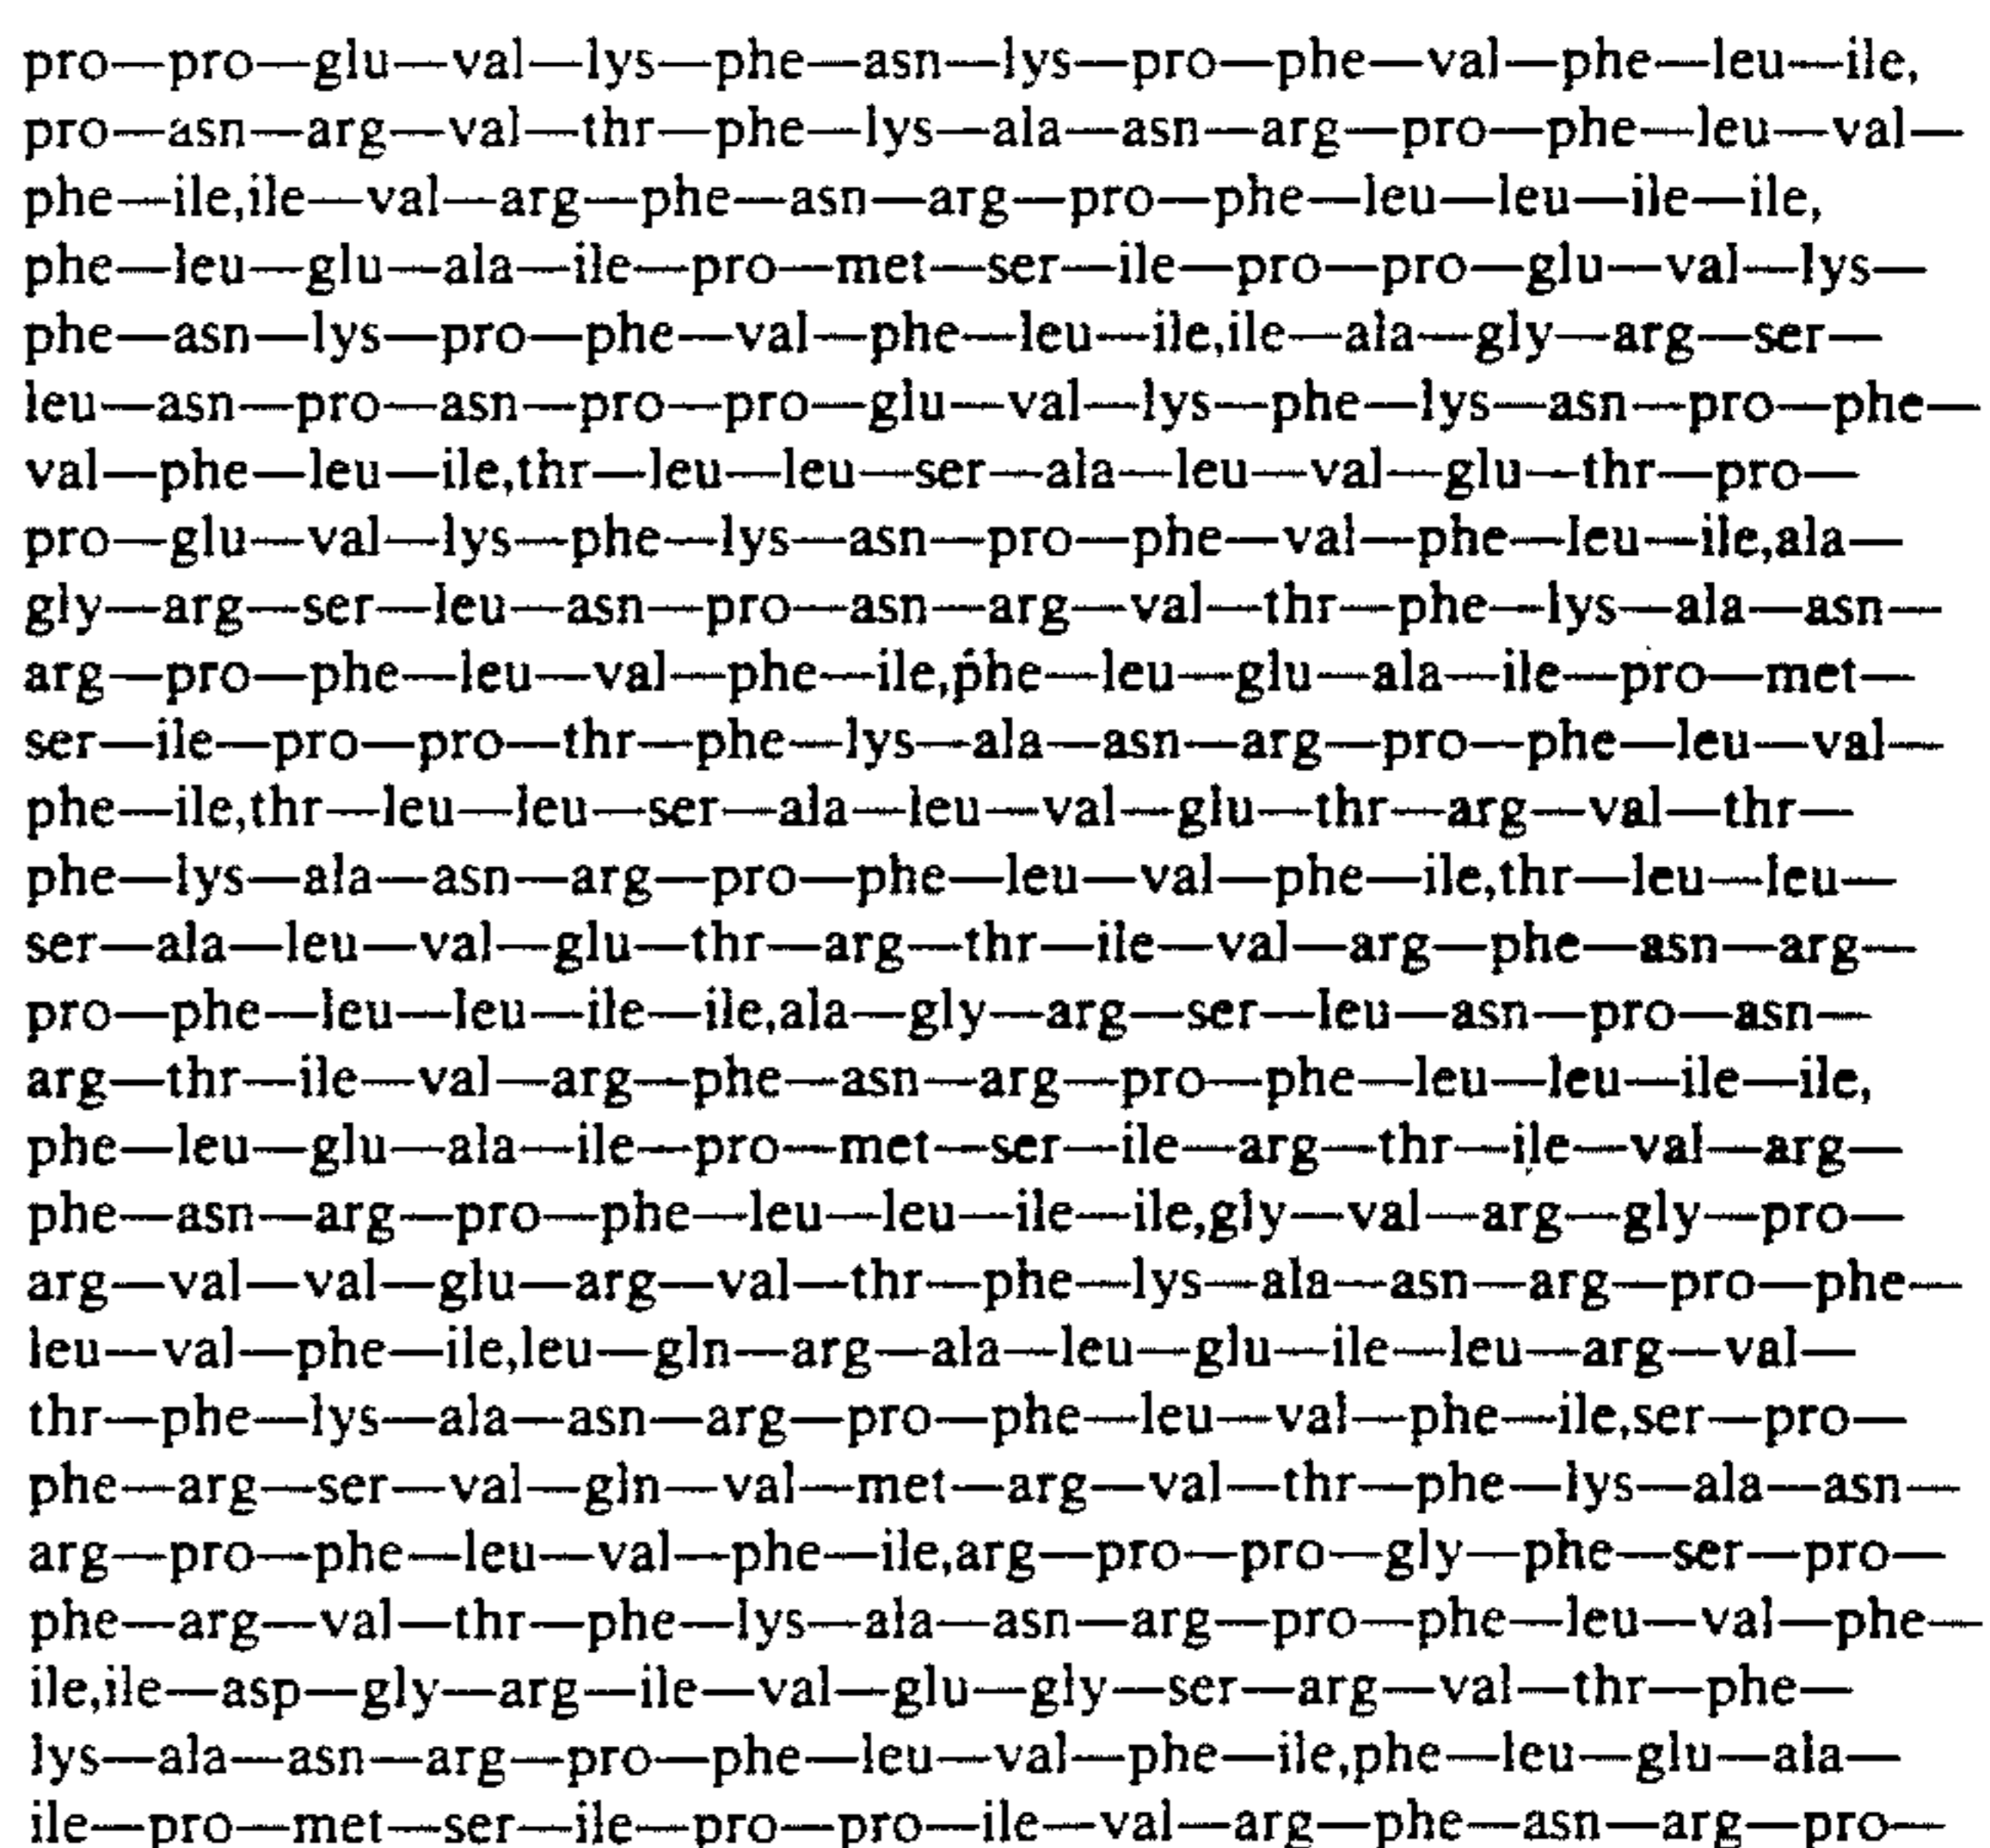 pro—pro—glu—val—lys—phe—asn—lys—pro—phe—val—phe—leu—ile,
pro—asn—arg—val—thr—phe—lys—ala—asn—arg—pro—phe—leu—val—
phe—ile,ile—val—arg—phe—asn—arg—pro—phe—leu—leu—ile—ile,
phe—leu—glu—ala—ile—pro—met—ser—ile—pro—pro—glu—val—lys—
phe—asn—lys—pro—phe—val—phe—leu—ile,ile—ala—gly—arg—ser—
leu—asn—pro—asn—pro—pro—glu—val—lys—phe—lys—asn—pro—phe—
val—phe—leu—ile,thr—leu—leu—ser—ala—leu—val—glu—thr—pro—
pro—glu—val—lys—phe—lys—asn—pro—phe—val—phe—leu—ile,ala—
gly—arg—ser—leu—asn—pro—asn—arg—val—thr—phe—lys—ala—asn—
arg—pro—phe—leu—val—phe—ile,phe—leu—glu—ala—ile—pro—met—
ser—ile—pro—pro—thr—phe—lys—ala—asn—arg—pro—phe—leu—val—
phe—ile,thr—leu—leu—ser—ala—leu—val—glu—thr—arg—val—thr—
phe—lys—ala—asn—arg—pro—phe—leu—val—phe—ile,thr—leu—leu—
ser—ala—leu—val—glu—thr—arg—thr—ile—val—arg—phe—asn—arg—
pro—phe—leu—leu—ile—ile,ala—gly—arg—ser—leu—asn—pro—asn—
arg—thr—ile—val—arg—phe—asn—arg—pro—phe—leu—leu—ile—ile,
phe—leu—glu—ala—ile—pro—met—ser—ile—arg—thr—ile—val—arg—
phe—asn—arg—pro—phe—leu—leu—ile—ile,gly—val—arg—gly—pro—
arg—val—val—glu—arg—val—thr—phe—lys—ala—asn—arg—pro—phe—
leu—val—phe—ile,leu—gln—arg—ala—leu—glu—ile—leu—arg—val—
thr—phe—lys—ala—asn—arg—pro—phe—leu—val—phe—ile,ser—pro—
phe—arg—ser—val—gln—val—met—arg—val—thr—phe—lys—ala—asn—
arg—pro—phe—leu—val—phe—ile,arg—pro—pro—gly—phe—ser—pro—
phe—arg—val—thr—phe—lys—ala—asn—arg—pro—phe—leu—val—phe—
ile,ile—asp—gly—arg—ile—val—glu—gly—ser—arg—val—thr—phe—
lys—ala—asn—arg—pro—phe—leu—val—phe—ile,phe—leu—glu—ala—
ile—pro—met—ser—ile—pro—pro—ile—val—arg—phe—asn—arg—pro—